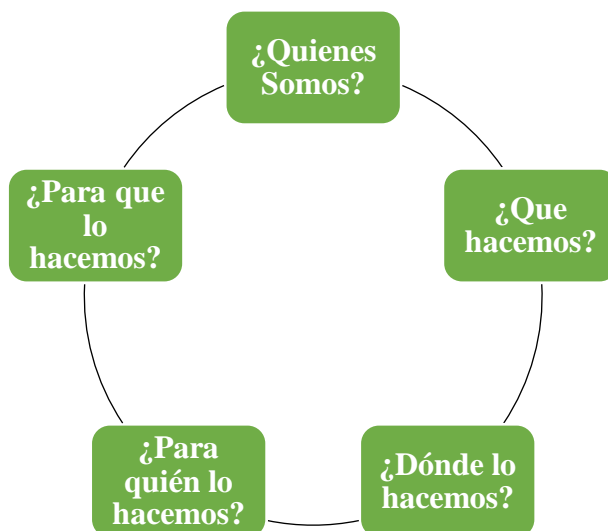 ¿Quienes
Somos?
¿Que
hacemos?
¿Dónde lo
hacemos?
¿Para
quién lo
hacemos?
¿Para que
lo
hacemos?